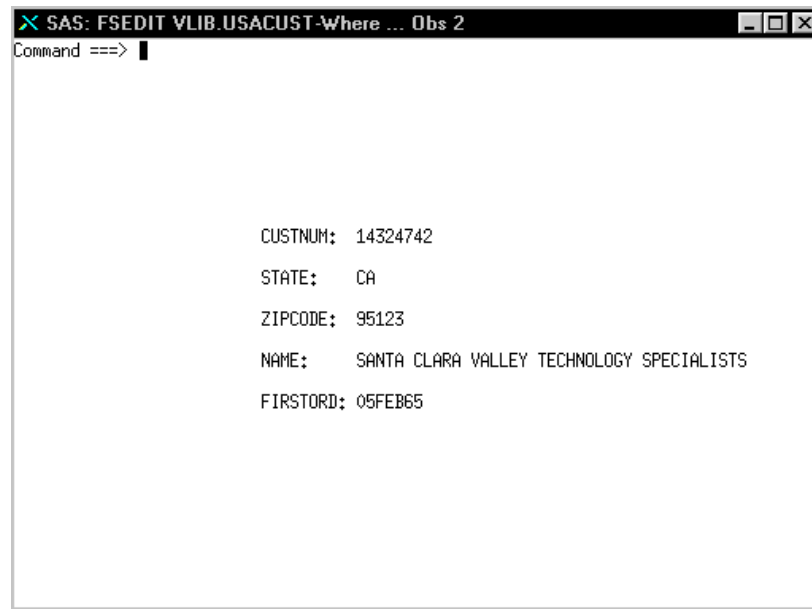 SAS: FSEDIT VLIB.USACUST-Where ... Obs 2
Command ===>
CUSTNUM: 14324742
STATE: CA
ZIPCODE: 95123
NAME: SANTA CLARA VALLEY TECHNOLOGY SPECIALISTS
FIRSTORD: 05FEB65